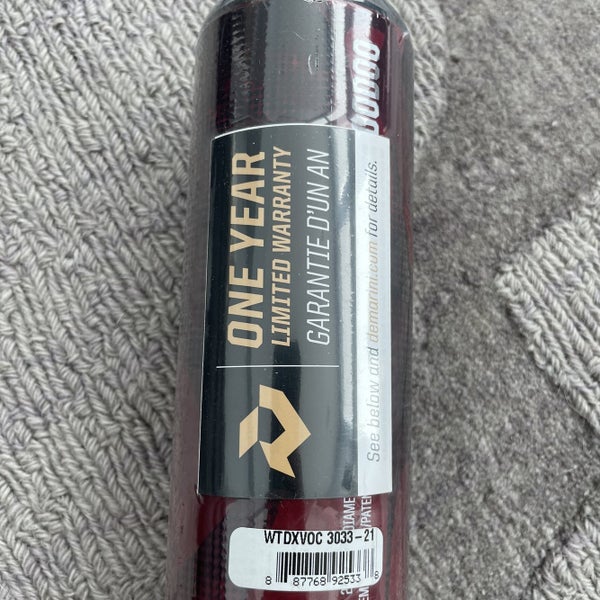 ONE YEAR
LIMITED WARRANTY
GARANTIE D'UN AN
See below and demarini.com for details.
WTDXVOC 3033-21
8 87768 92533 8